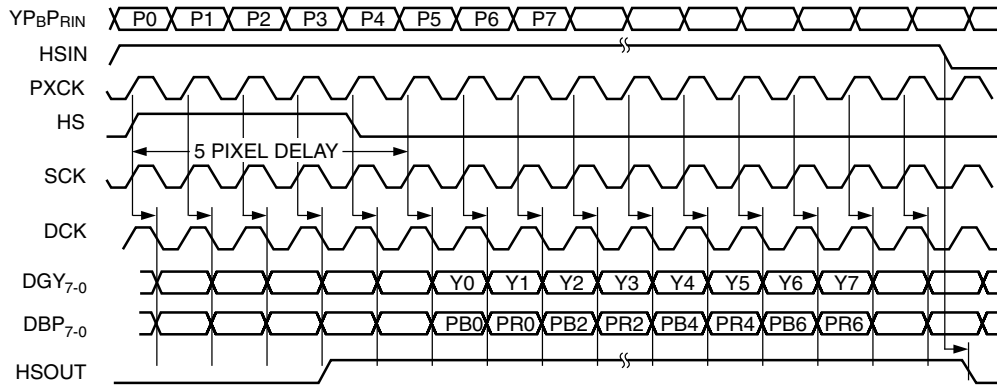 YPBPRIN P0 P1 P2 P3 P4 P5 P6 P7
HSIN
PXCK
HS
5 PIXEL DELAY
SCK
DCK
DGY7-0 Y0 Y1 Y2 Y3 Y4 Y5 Y6 Y7
DBP7-0 PB0 PR0 PB2 PR2 PB4 PR4 PB6 PR6
HSOUT